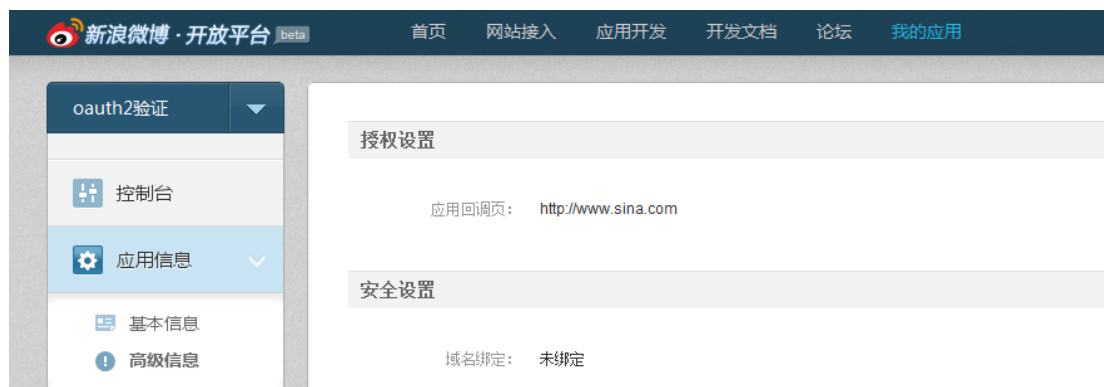 新浪微博·开放平台 beta 首页 网站接入 应用开发 开发文档 论坛 我的应用
oauth2验证
控制台
应用信息
基本信息
高级信息
授权设置
应用回调页: http://www.sina.com
安全设置
域名绑定: 未绑定